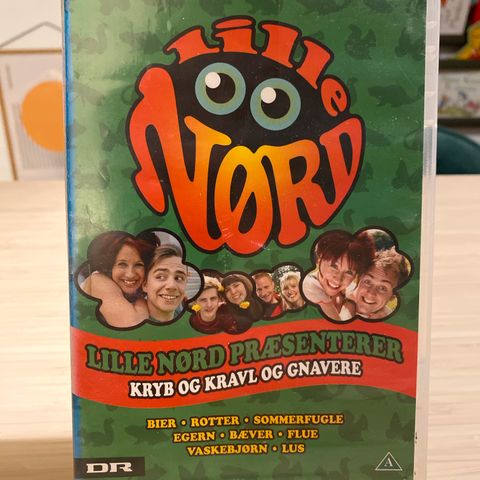 lille
NØRD
LILLE NØRD PRÆSENTERER
KRYB OG KRAVL OG GNAVERE
BIER • ROTTER • SOMMERFUGLE
EGERN • BÆVER • FLUE
VASKEBJØRN • LUS
DR
A